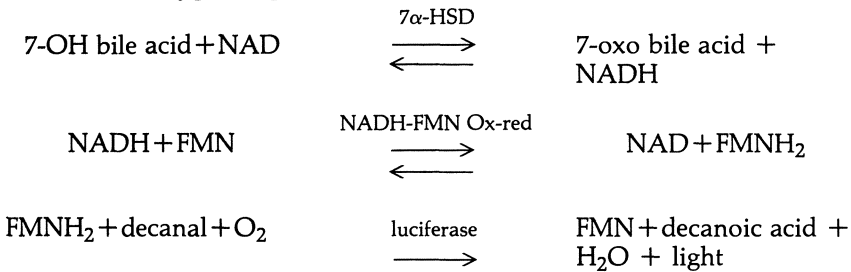 7α-HSD
7-OH bile acid+NAD 7-oxo bile acid +
NADH
NADH-FMN Ox-red
NADH+FMN NAD+FMNH₂
FMNH₂+decanal+O₂ luciferase FMN+decanoic acid +
H₂O + light